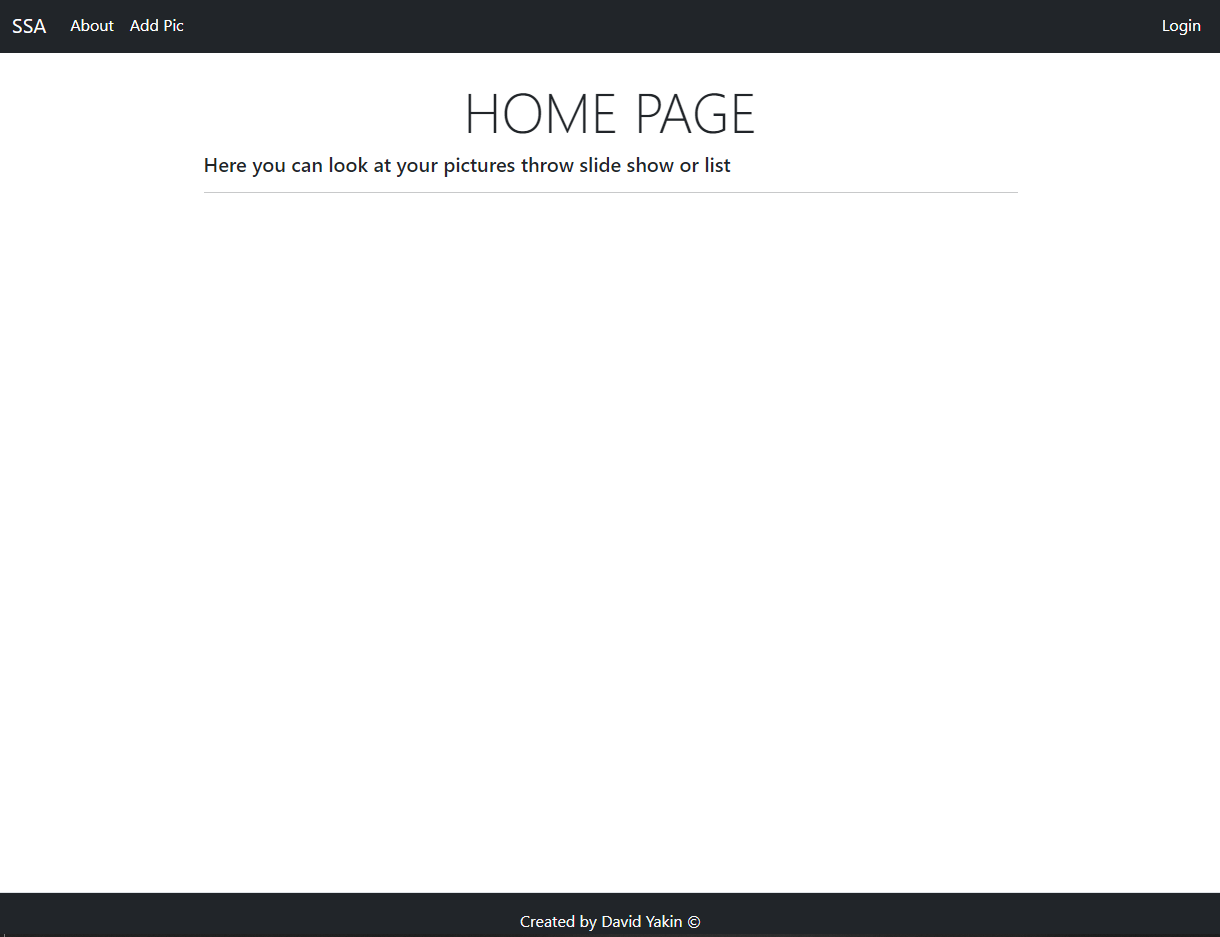 SSA About Add Pic Login
HOME PAGE
Here you can look at your pictures throw slide show or list
Created by David Yakin ©